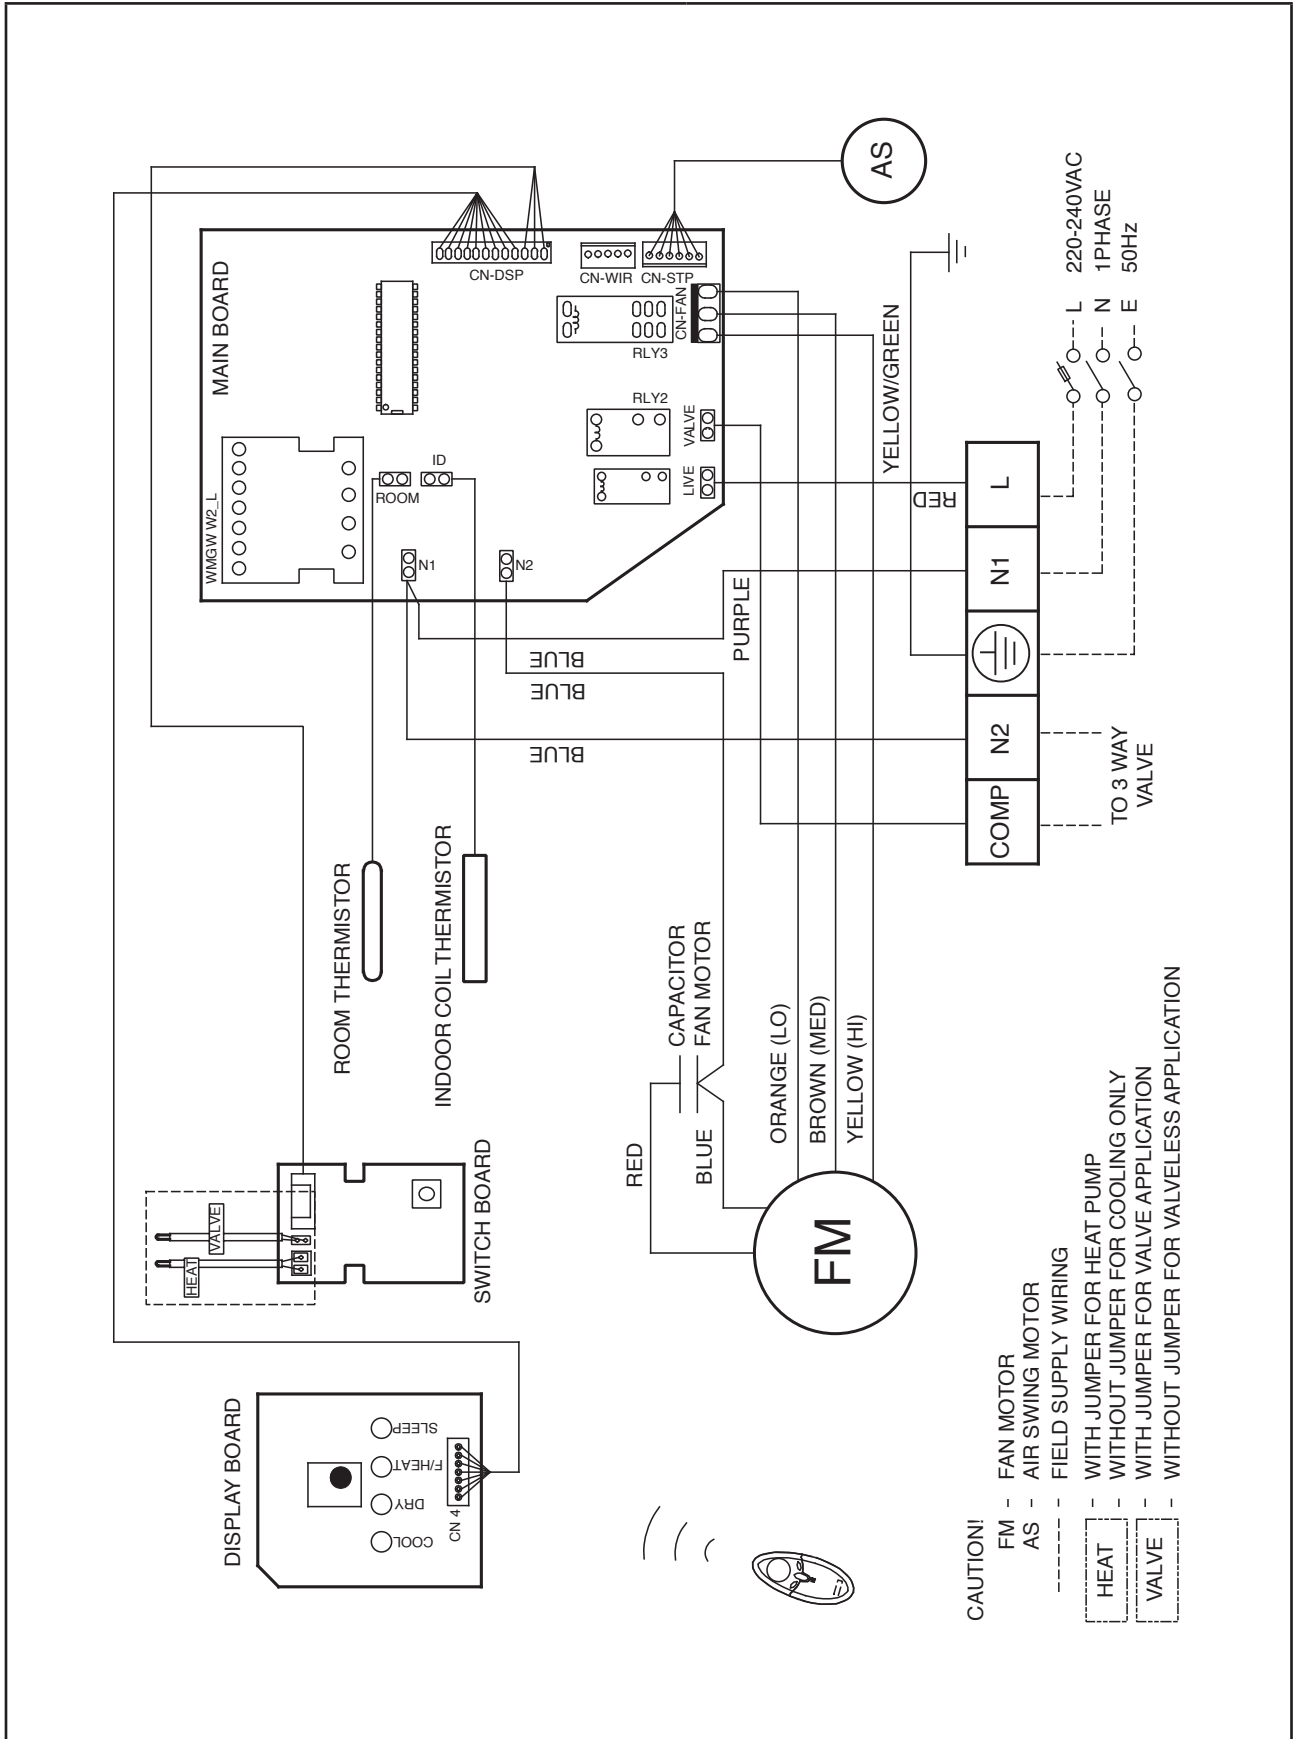 DISPLAY BOARD
COOL
DRY
F/HEAT
SLEEP
CN 4
SWITCH BOARD
HEAT
VALVE
ROOM THERMISTOR
INDOOR COIL THERMISTOR
MAIN BOARD
WMGW W2_L
ROOM
ID
N1
N2
CN-DSP
CN-WIR
CN-STP
CN-FAN
RLY3
RLY2
VALVE
LIVE
AS
BLUE
BLUE
BLUE
PURPLE
RED
YELLOW/GREEN
CAPACITOR
FAN MOTOR
RED
BLUE
ORANGE (LO)
BROWN (MED)
YELLOW (HI)
FM
COMP
N2
N1
L
TO 3 WAY
VALVE
L 220-240VAC
N 1PHASE
E 50Hz
CAUTION!
FM - FAN MOTOR
AS - AIR SWING MOTOR
------ - FIELD SUPPLY WIRING
HEAT - WITH JUMPER FOR HEAT PUMP
- WITHOUT JUMPER FOR COOLING ONLY
VALVE - WITH JUMPER FOR VALVE APPLICATION
- WITHOUT JUMPER FOR VALVELESS APPLICATION